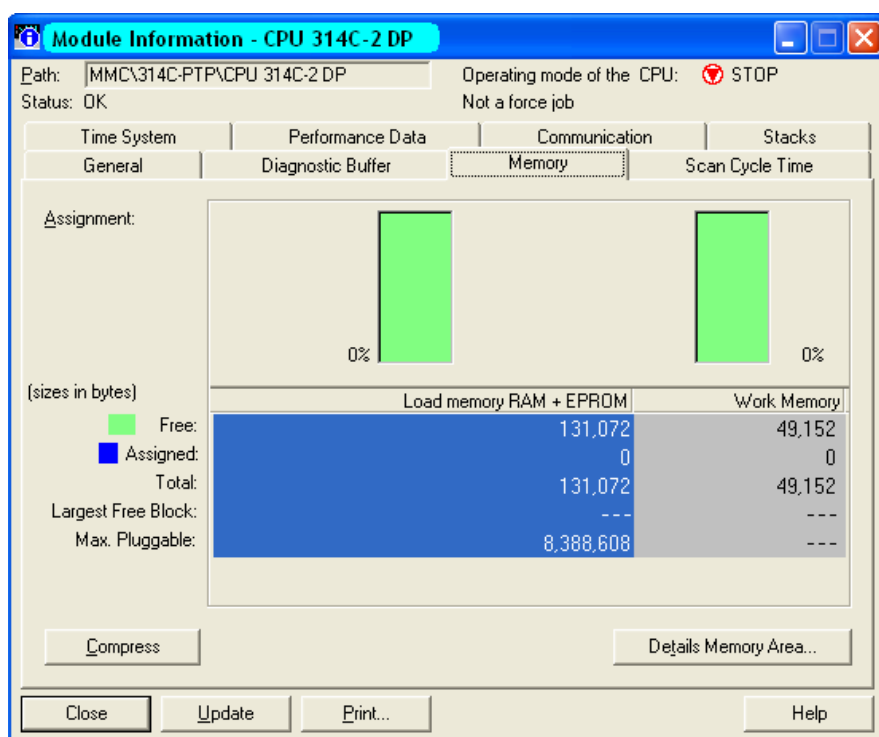 Module Information - CPU 314C-2 DP
Path: MMC\314C-PTP\CPU 314C-2 DP Operating mode of the CPU: STOP
Status: OK Not a force job
Time System Performance Data Communication Stacks
General Diagnostic Buffer Memory Scan Cycle Time
Assignment:
0% 0%
(sizes in bytes)
Load memory RAM + EPROM Work Memory
Free: 131,072 49,152
Assigned: 0 0
Total: 131,072 49,152
Largest Free Block: --- ---
Max. Pluggable: 8,388,608 ---
Compress Details Memory Area...
Close Update Print... Help